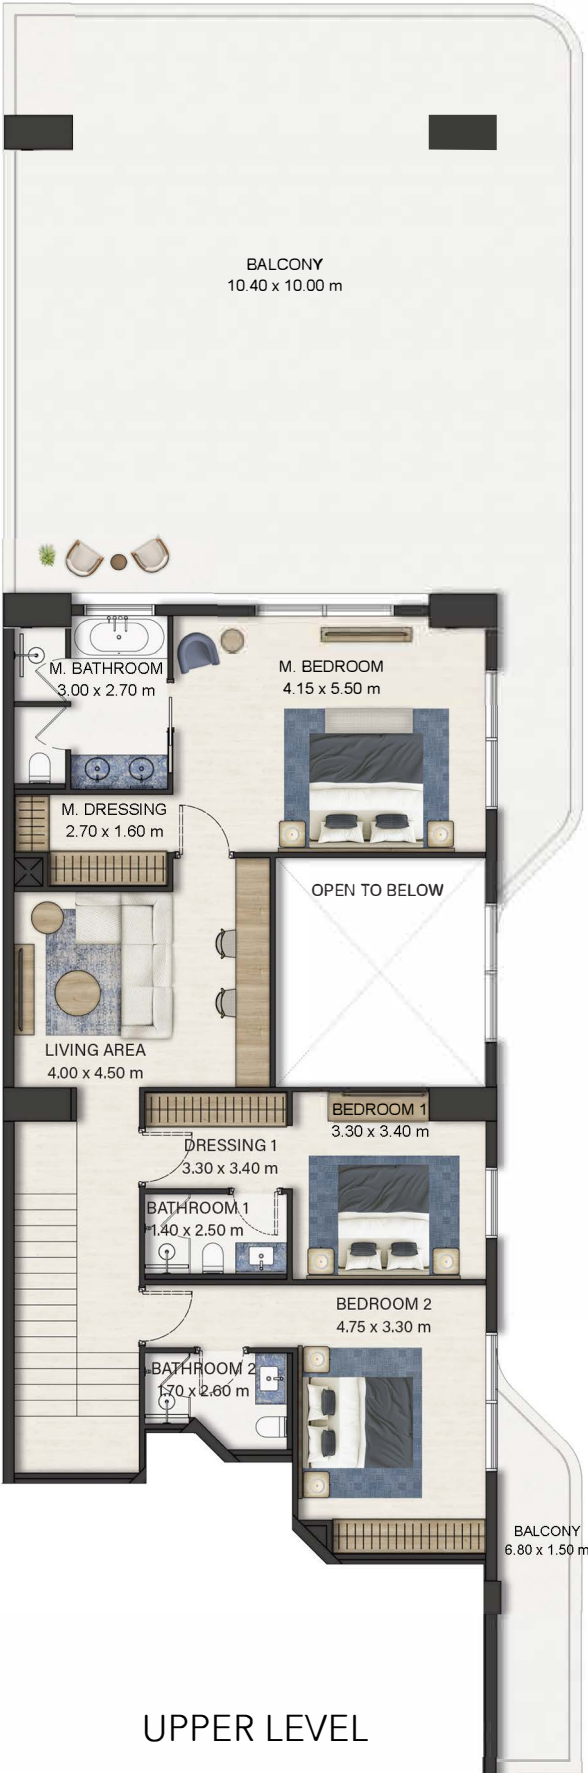 BALCONY
10.40 x 10.00 m
M. BATHROOM
3.00 x 2.70 m
M. BEDROOM
4.15 x 5.50 m
M. DRESSING
2.70 x 1.60 m
OPEN TO BELOW
LIVING AREA
4.00 x 4.50 m
BEDROOM 1
3.30 x 3.40 m
DRESSING 1
3.30 x 3.40 m
BATHROOM 1
1.40 x 2.50 m
BEDROOM 2
4.75 x 3.30 m
BATHROOM 2
1.70 x 2.60 m
BALCONY
6.80 x 1.50 m
UPPER LEVEL